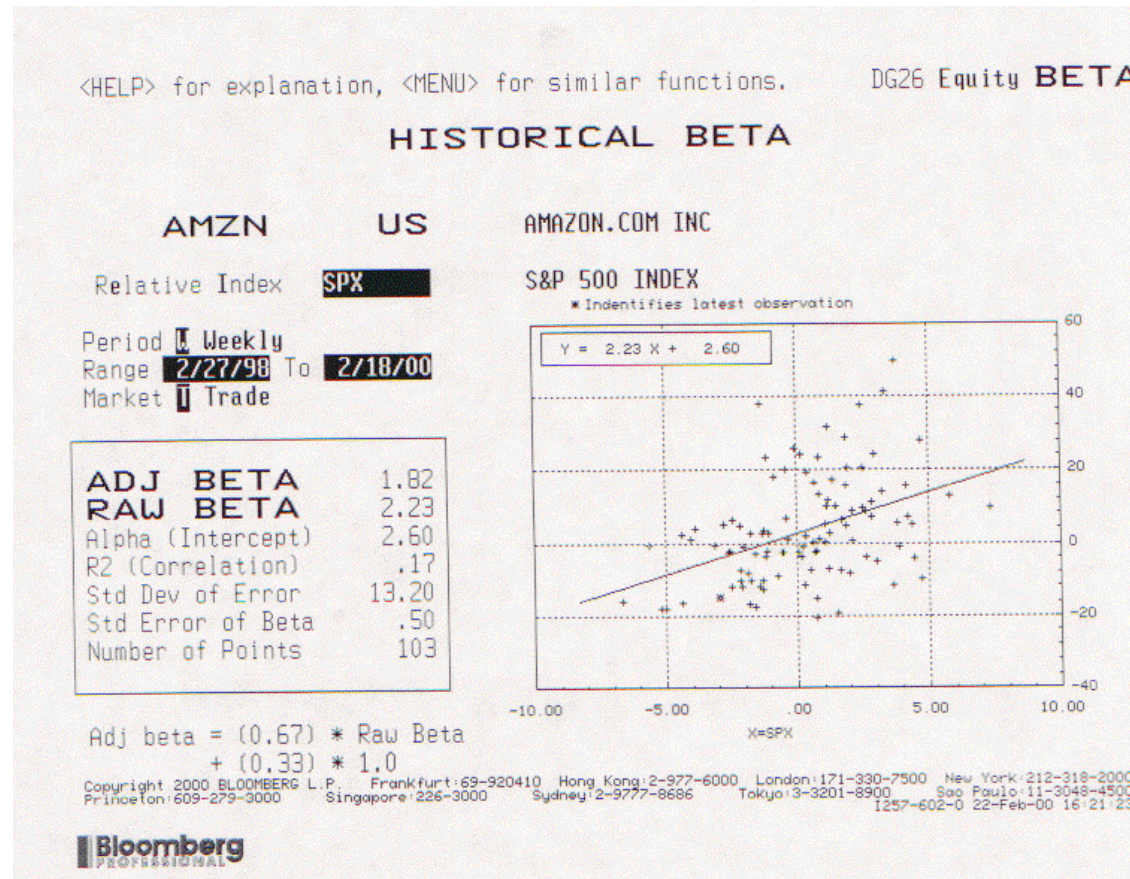 <HELP> for explanation, <MENU> for similar functions. DG26 Equity BETA
HISTORICAL BETA
AMZN US
AMAZON.COM INC
Relative Index SPX
S&P 500 INDEX
* Indentifies latest observation
Period W Weekly
Range 2/27/98 To 2/18/00
Market T Trade
Y = 2.23 X + 2.60
60
40
20
0
-20
-40
-10.00 -5.00 .00 5.00 10.00
X=SPX
ADJ BETA 1.82
RAW BETA 2.23
Alpha (Intercept) 2.60
R2 (Correlation) .17
Std Dev of Error 13.20
Std Error of Beta .50
Number of Points 103
Adj beta = (0.67) * Raw Beta
+ (0.33) * 1.0
Copyright 2000 BLOOMBERG L.P. Frankfurt:69-920410 Hong Kong:2-977-6000 London:171-330-7500 New York:212-318-2000
Princeton:609-279-3000 Singapore:226-3000 Sydney:2-9777-8686 Tokyo:3-3201-8900 Sao Paulo:11-3048-4500
I257-602-0 22-Feb-00 16:21:23
Bloomberg
PROFESSIONAL